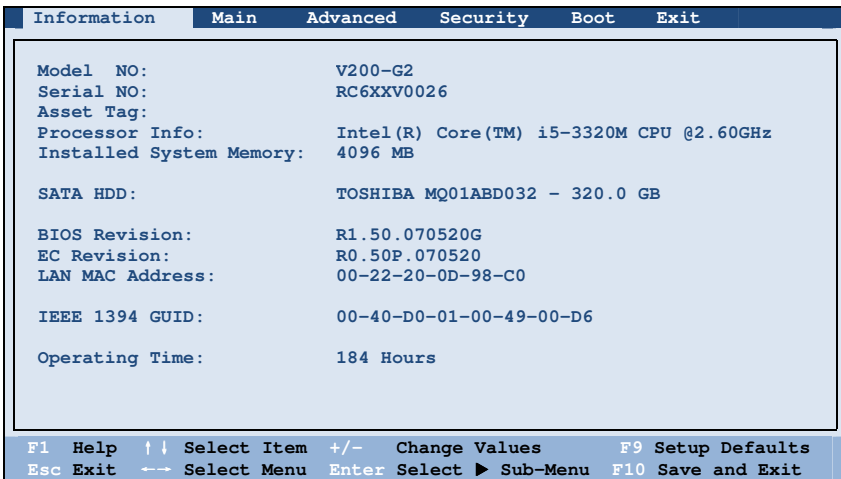 Information Main Advanced Security Boot Exit
Model NO: V200-G2
Serial NO: RC6XXV0026
Asset Tag:
Processor Info: Intel(R) Core(TM) i5-3320M CPU @2.60GHz
Installed System Memory: 4096 MB
SATA HDD: TOSHIBA MQ01ABD032 - 320.0 GB
BIOS Revision: R1.50.070520G
EC Revision: R0.50P.070520
LAN MAC Address: 00-22-20-0D-98-C0
IEEE 1394 GUID: 00-40-D0-01-00-49-00-D6
Operating Time: 184 Hours
F1 Help ↑↓ Select Item +/- Change Values F9 Setup Defaults
Esc Exit ←→ Select Menu Enter Select ▶ Sub-Menu F10 Save and Exit